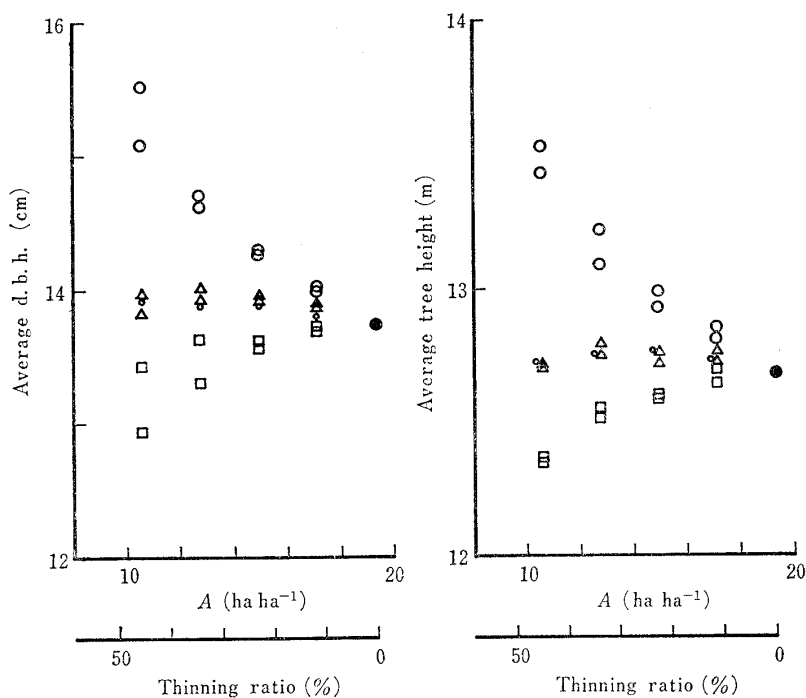 16
14
12
Average d.b.h. (cm)
10
20
A (ha ha⁻¹)
50
0
Thinning ratio (%)
14
13
12
Average tree height (m)
10
20
A (ha ha⁻¹)
50
0
Thinning ratio (%)